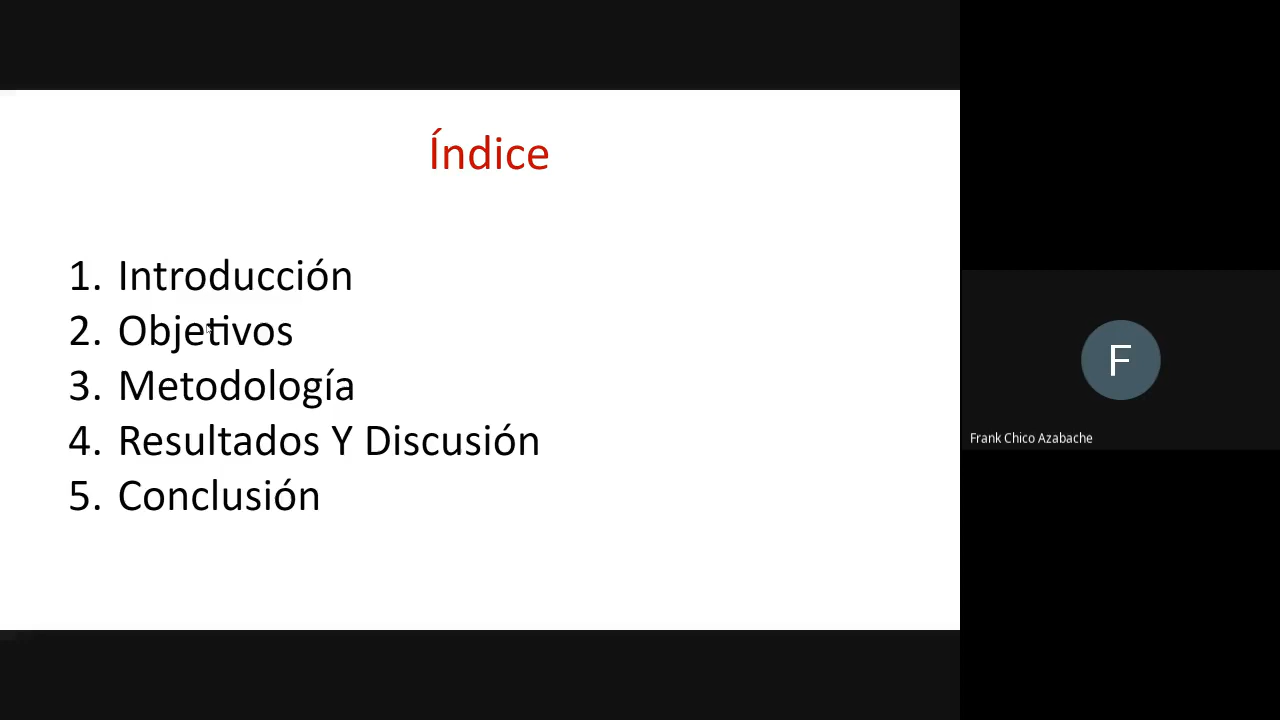 Índice
1. Introducción
2. Objetivos
3. Metodología
4. Resultados Y Discusión
5. Conclusión
F
Frank Chico Azabache